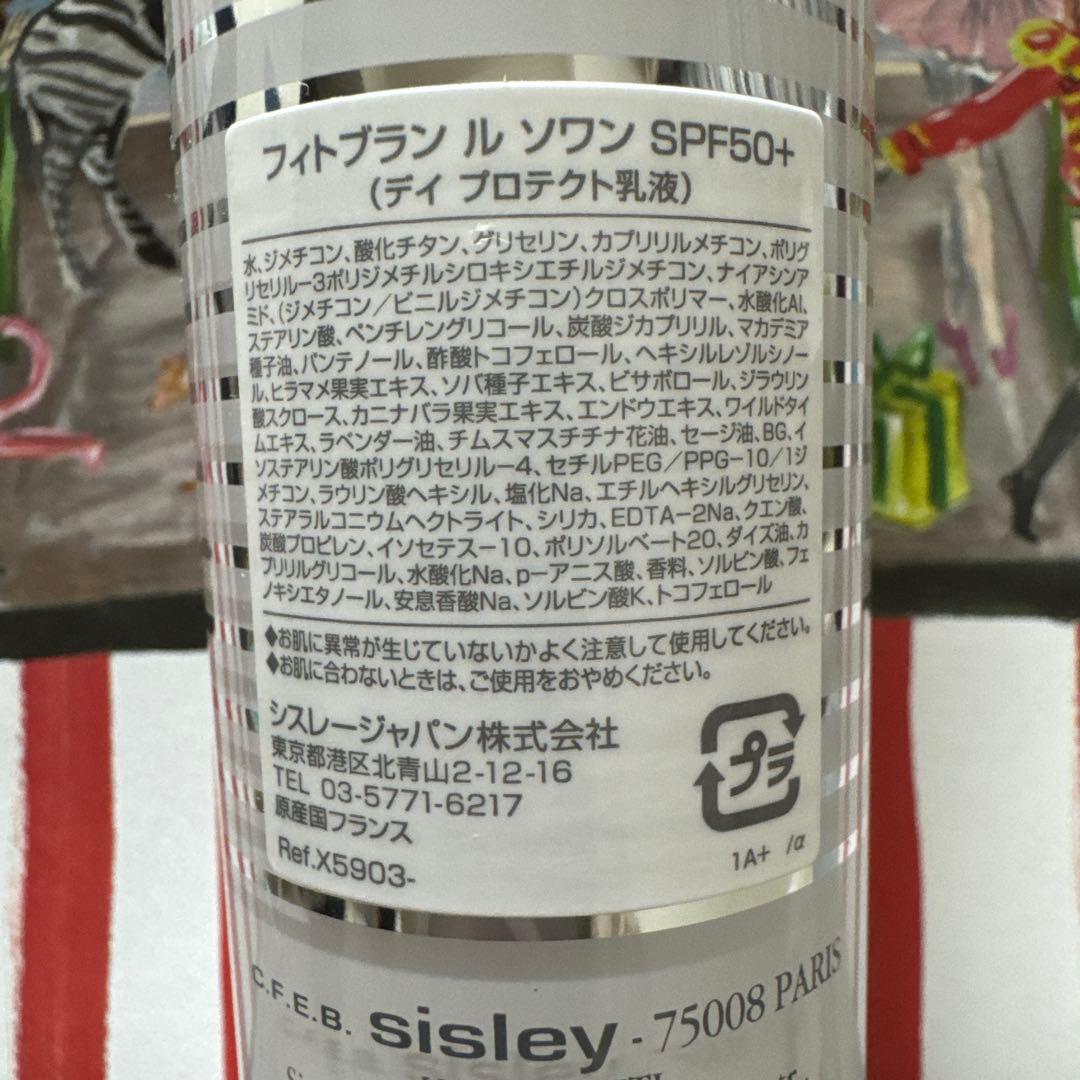 フィトブラン ル ソワン SPF50+
(デイ プロテクト乳液)
水、ジメチコン、酸化チタン、グリセリン、カプリリルメチコン、ポリグ
リセリルー3ポリジメチルシロキシエチルジメチコン、ナイアシンア
ミド、(ジメチコン/ビニルジメチコン)クロスポリマー、水酸化Al、
ステアリン酸、ペンチレングリコール、炭酸ジカプリリル、マカデミア
種子油、パンテノール、酢酸トコフェロール、ヘキシルレゾルシノー
ル、ヒラマメ果実エキス、ソバ種子エキス、ビサボロール、ジラウリン
酸スクロース、カニナバラ果実エキス、エンドウエキス、ワイルドタイ
ムエキス、ラベンダー油、チムスマスチチナ花油、セージ油、BG、イ
ソステアリン酸ポリグリセリルー4、セチルPEG/PPG-10/1ジ
メチコン、ラウリン酸ヘキシル、塩化Na、エチルヘキシルグリセリン、
ステアラルコニウムヘクトライト、シリカ、EDTA-2Na、クエン酸、
炭酸プロピレン、イソセテスー10、ポリソルベート20、ダイズ油、カ
プリリルグリコール、水酸化Na、p-アニス酸、香料、ソルビン酸、フェ
ノキシエタノール、安息香酸Na、ソルビン酸K、トコフェロール
◆お肌に異常が生じていないかよく注意して使用してください。
◆お肌に合わないときは、ご使用をおやめください。
シスレージャパン株式会社
東京都港区北青山2-12-16
TEL 03-5771-6217
原産国フランス
Ref.X5903-
プラ
1A+ /α
C.F.E.B. sisley - 75008 PARIS